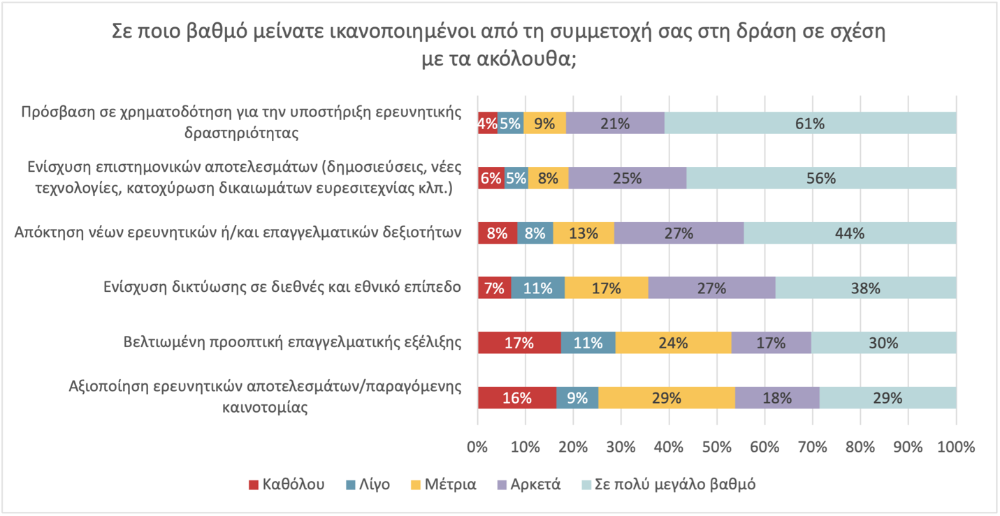 Σε ποιο βαθμό μείνατε ικανοποιημένοι από τη συμμετοχή σας στη δράση σε σχέση
με τα ακόλουθα;
Πρόσβαση σε χρηματοδότηση για την υποστήριξη ερευνητικής
δραστηριότητας
4% 5% 9% 21% 61%
Ενίσχυση επιστημονικών αποτελεσμάτων (δημοσιεύσεις, νέες
τεχνολογίες, κατοχύρωση δικαιωμάτων ευρεσιτεχνίας κλπ.)
6% 5% 8% 25% 56%
Απόκτηση νέων ερευνητικών ή/και επαγγελματικών δεξιοτήτων
8% 8% 13% 27% 44%
Ενίσχυση δικτύωσης σε διεθνές και εθνικό επίπεδο
7% 11% 17% 27% 38%
Βελτιωμένη προοπτική επαγγελματικής εξέλιξης
17% 11% 24% 17% 30%
Αξιοποίηση ερευνητικών αποτελεσμάτων/παραγόμενης
καινοτομίας
16% 9% 29% 18% 29%
0% 10% 20% 30% 40% 50% 60% 70% 80% 90% 100%
Καθόλου Λίγο Μέτρια Αρκετά Σε πολύ μεγάλο βαθμό